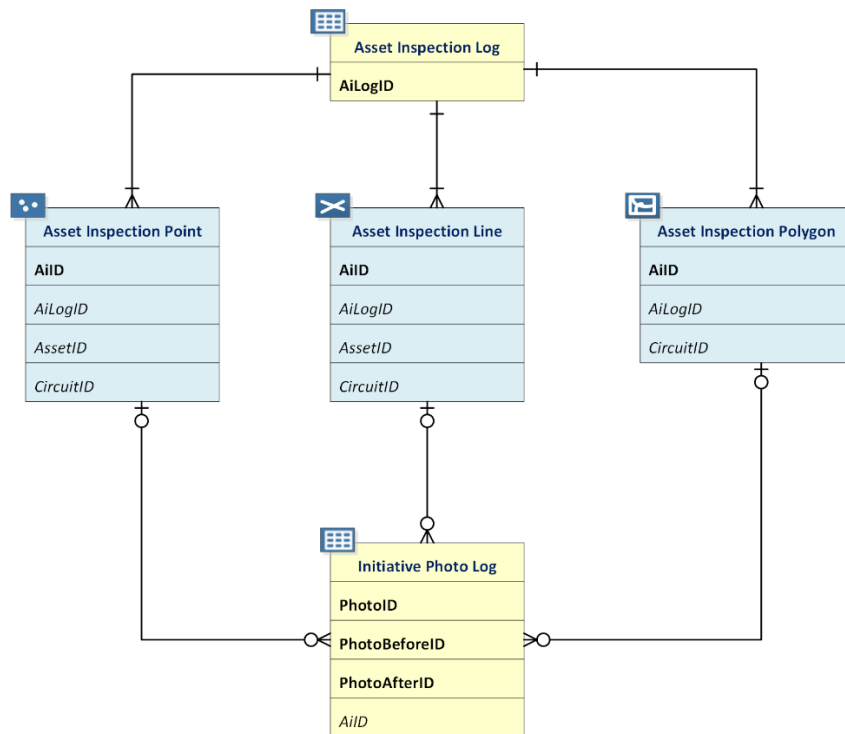 Asset Inspection Log
AiLogID
Asset Inspection Point
AiID
AiLogID
AssetID
CircuitID
Asset Inspection Line
AiID
AiLogID
AssetID
CircuitID
Asset Inspection Polygon
AiID
AiLogID
CircuitID
Initiative Photo Log
PhotoID
PhotoBeforeID
PhotoAfterID
AiID